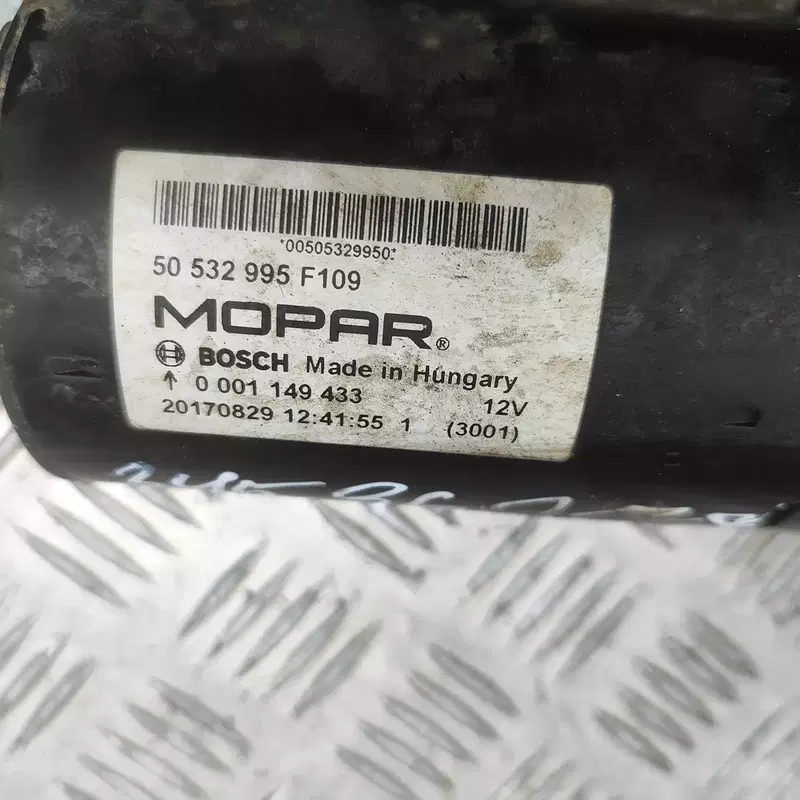 *00505329950*
50 532 995 F109
MOPAR®
BOSCH Made in Hungary
↑ 0 001 149 433 12V
20170829 12:41:55 1 (3001)